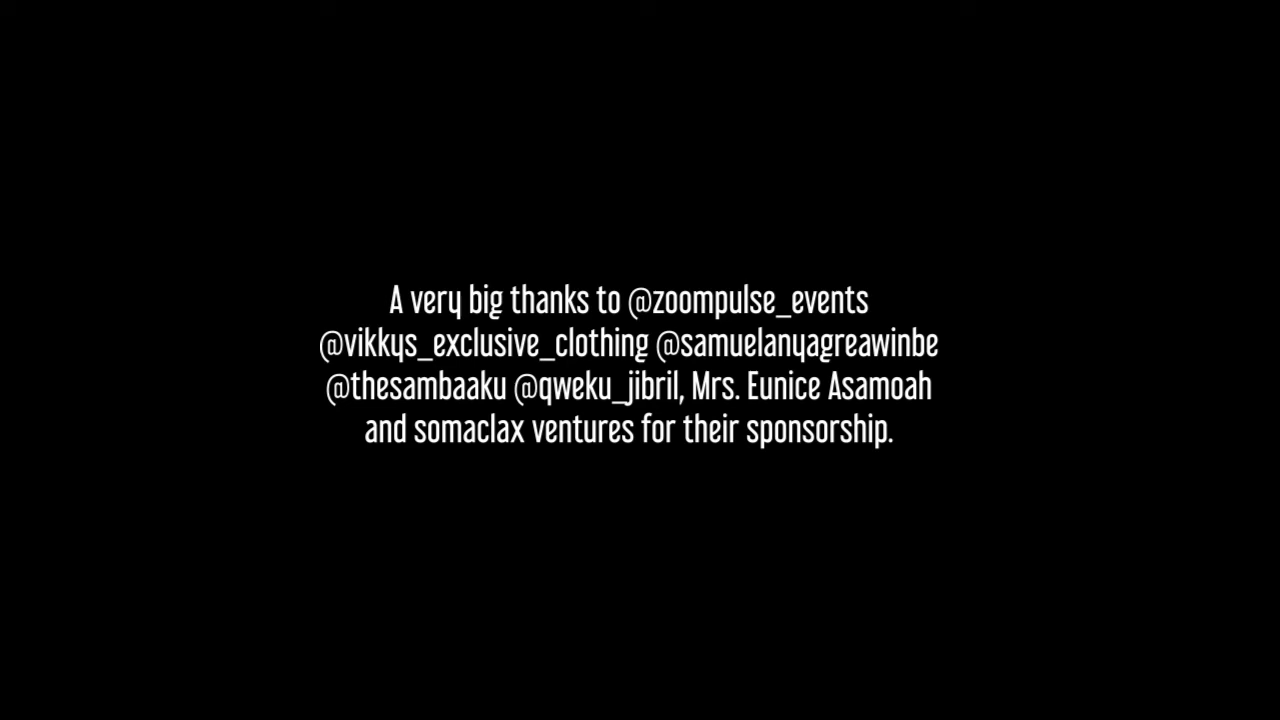 A very big thanks to @zoompulse_events
@vikkys_exclusive_clothing @samuelanyagreawinbe
@thesambaaku @qweku_jibril, Mrs. Eunice Asamoah
and somaclax ventures for their sponsorship.